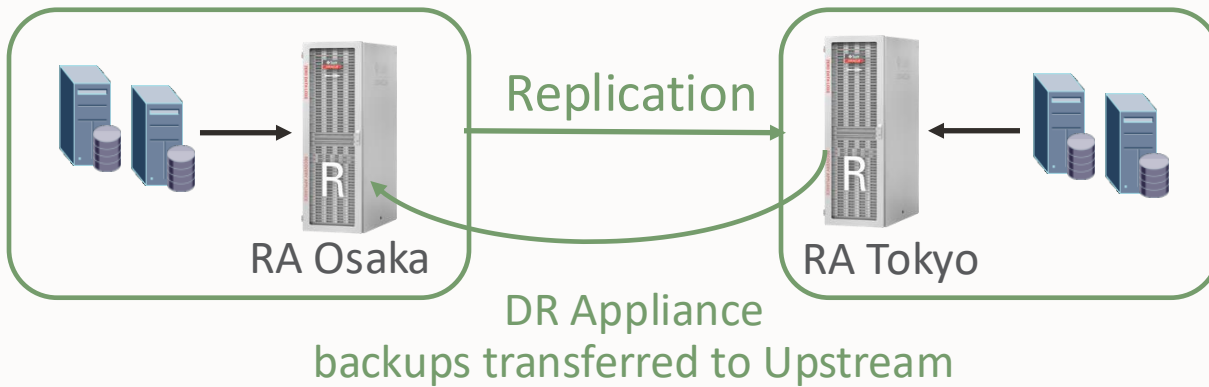 Replication
R
R
RA Osaka
RA Tokyo
DR Appliance
backups transferred to Upstream